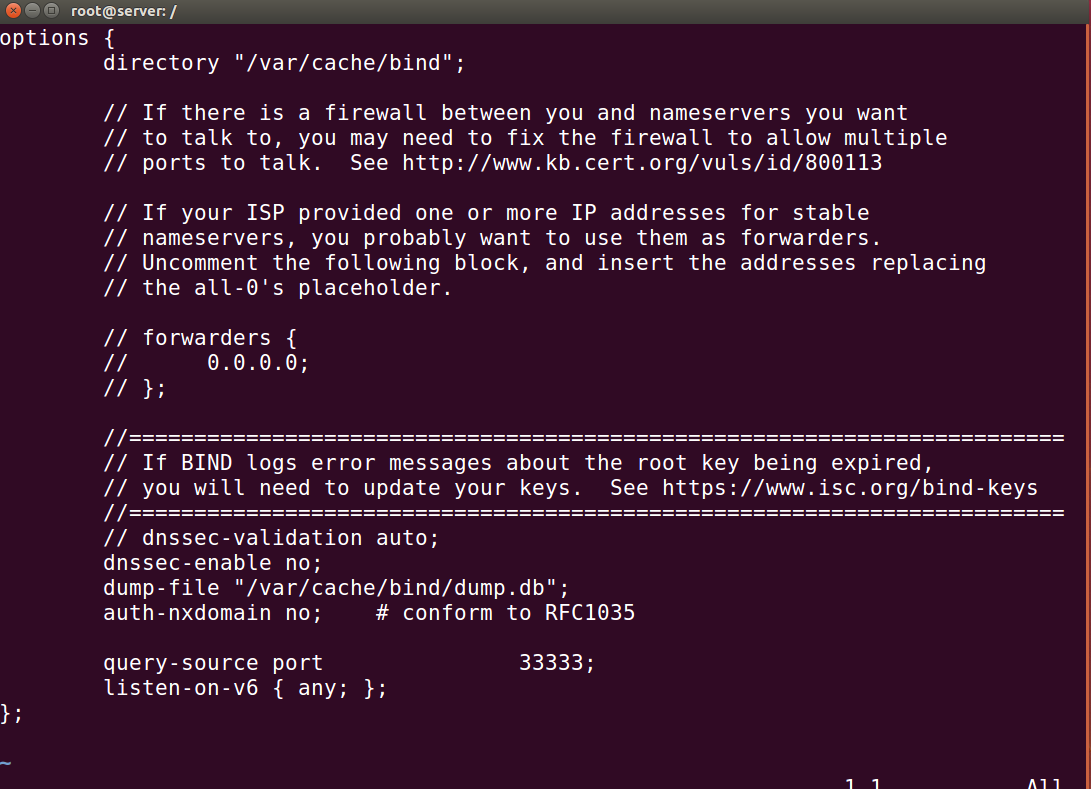 root@server: /
options {
        directory "/var/cache/bind";

        // If there is a firewall between you and nameservers you want
        // to talk to, you may need to fix the firewall to allow multiple
        // ports to talk.  See http://www.kb.cert.org/vuls/id/800113

        // If your ISP provided one or more IP addresses for stable
        // nameservers, you probably want to use them as forwarders.
        // Uncomment the following block, and insert the addresses replacing
        // the all-0's placeholder.

        // forwarders {
        //      0.0.0.0;
        // };

        //========================================================================
        // If BIND logs error messages about the root key being expired,
        // you will need to update your keys.  See https://www.isc.org/bind-keys
        //========================================================================
        // dnssec-validation auto;
        dnssec-enable no;
        dump-file "/var/cache/bind/dump.db";
        auth-nxdomain no;    # conform to RFC1035

        query-source port               33333;
        listen-on-v6 { any; };
};

~
1,1 All